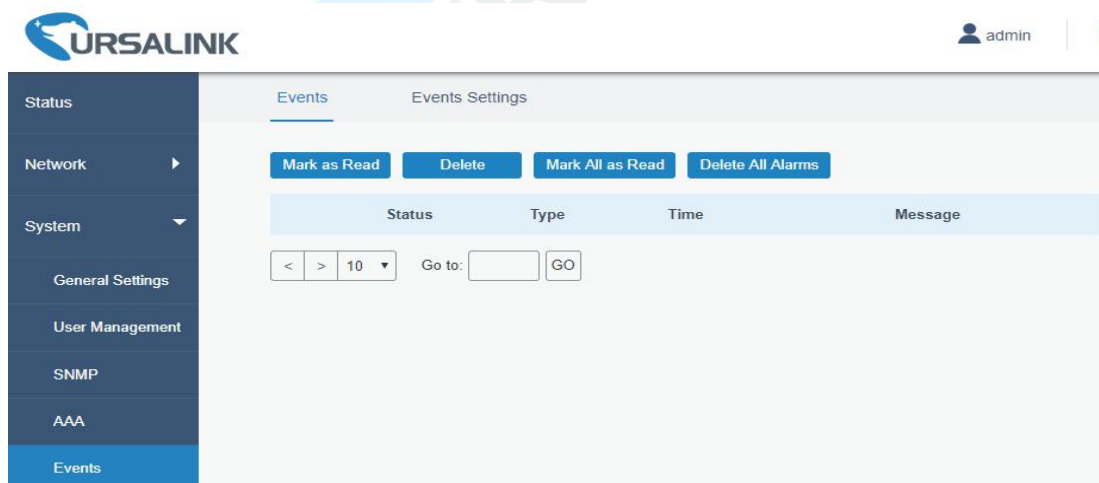 URSALINK
admin
Status
Events Events Settings
Network
Mark as Read Delete Mark All as Read Delete All Alarms
System
Status Type Time Message
< > 10 Go to: GO
General Settings
User Management
SNMP
AAA
Events